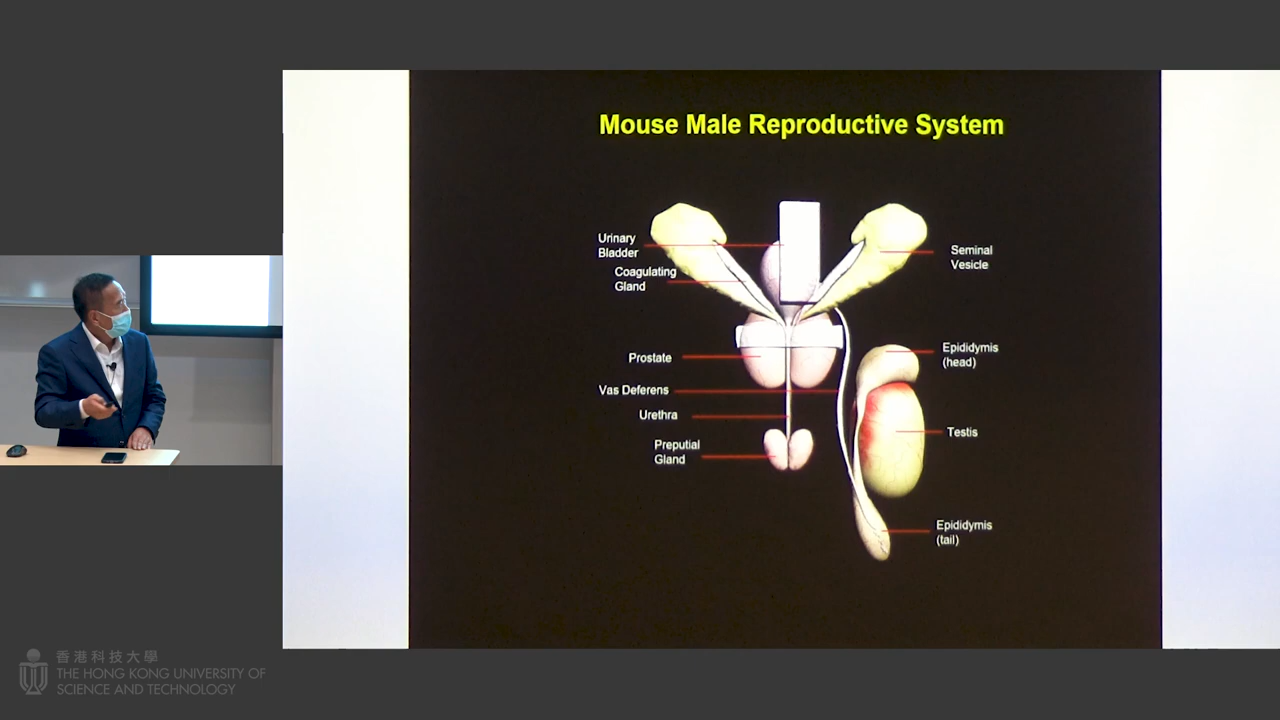 Mouse Male Reproductive System
Urinary
Bladder
Coagulating
Gland
Prostate
Vas Deferens
Urethra
Preputial
Gland
Seminal
Vesicle
Epididymis
(head)
Testis
Epididymis
(tail)
香港科技大學
THE HONG KONG UNIVERSITY OF
SCIENCE AND TECHNOLOGY